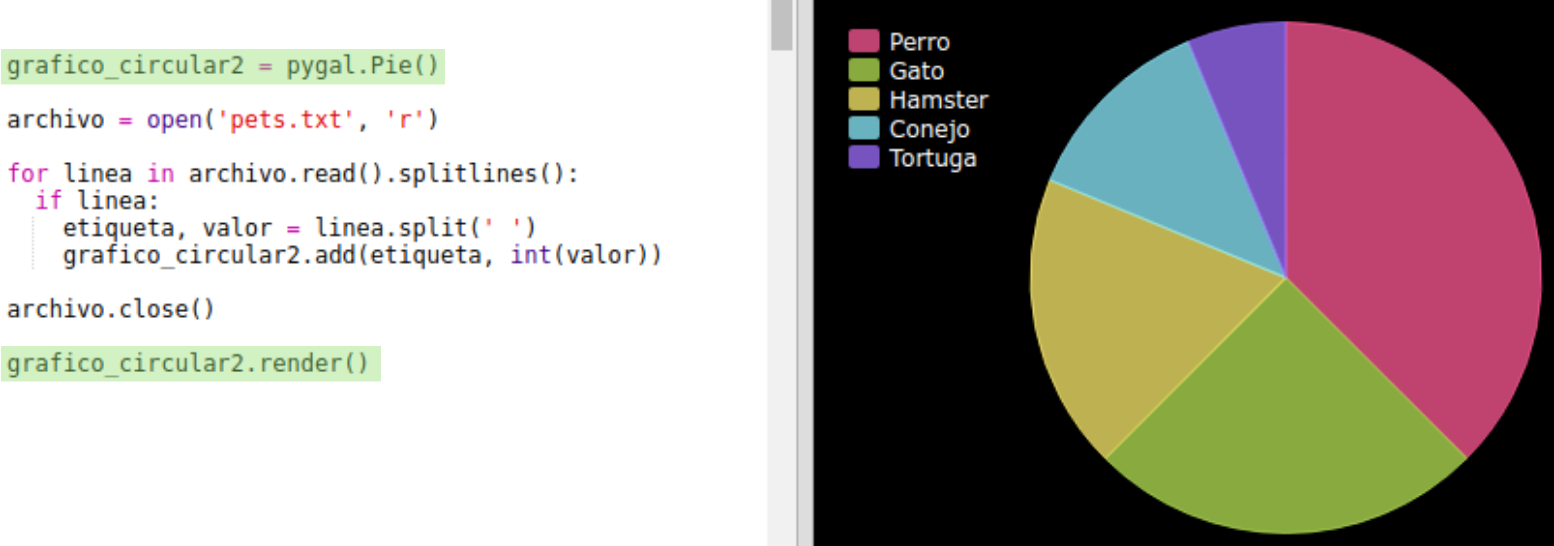 grafico_circular2 = pygal.Pie()
archivo = open('pets.txt', 'r')
for linea in archivo.read().splitlines():
  if linea:
    etiqueta, valor = linea.split(' ')
    grafico_circular2.add(etiqueta, int(valor))
archivo.close()
grafico_circular2.render()
Perro
Gato
Hamster
Conejo
Tortuga